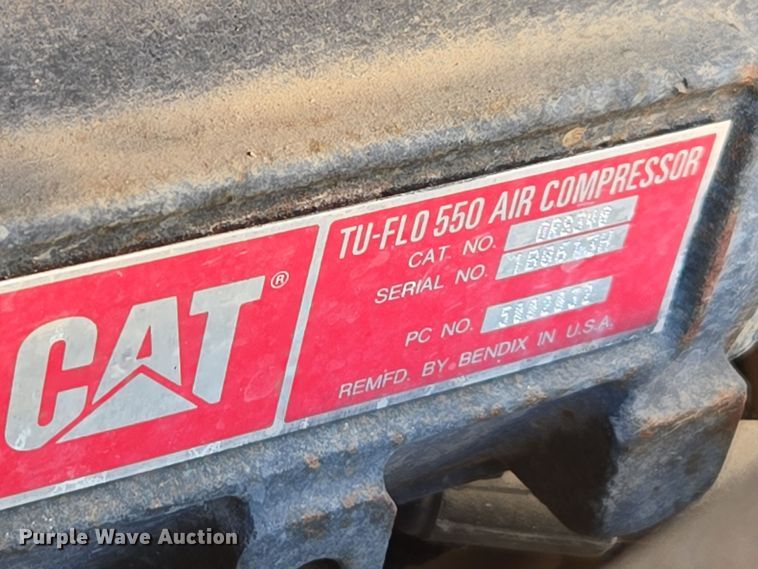 CAT®
TU-FLO 550 AIR COMPRESSOR
CAT NO.
SERIAL NO.
PC NO.
REMFD. BY BENDIX IN U.S.A.
Purple Wave Auction